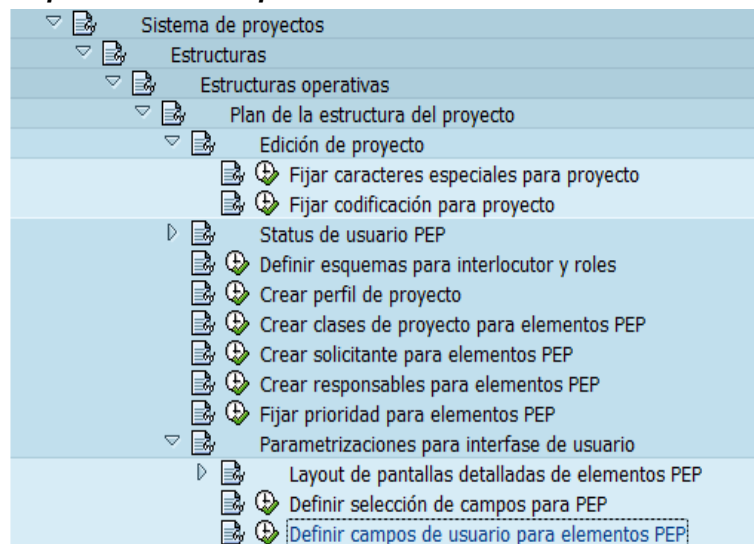 Sistema de proyectos
Estructuras
Estructuras operativas
Plan de la estructura del proyecto
Edición de proyecto
Fijar caracteres especiales para proyecto
Fijar codificación para proyecto
Status de usuario PEP
Definir esquemas para interlocutor y roles
Crear perfil de proyecto
Crear clases de proyecto para elementos PEP
Crear solicitante para elementos PEP
Crear responsables para elementos PEP
Fijar prioridad para elementos PEP
Parametrizaciones para interfase de usuario
Layout de pantallas detalladas de elementos PEP
Definir selección de campos para PEP
Definir campos de usuario para elementos PEP